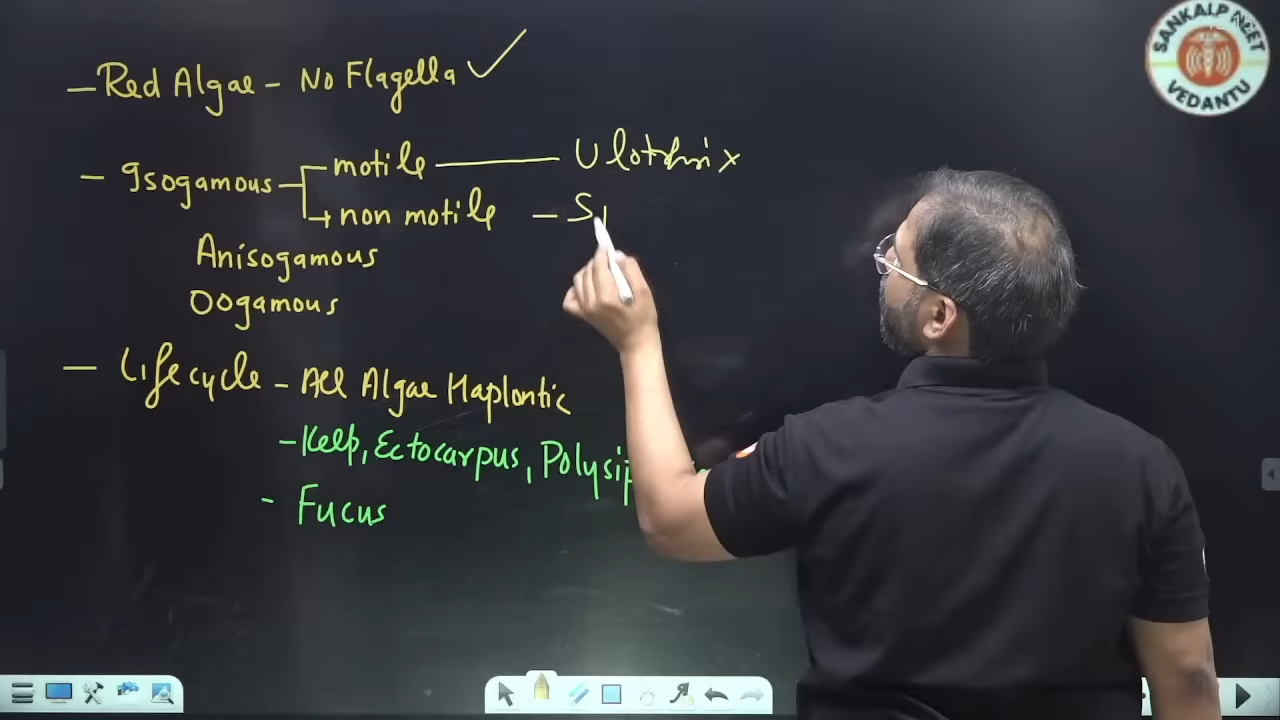 SANKALP NEET
VEDANTU
- Red Algae - No Flagella ✓
- Isogamous motile - Ulothrix
→ non motile - S
Anisogamous
Oogamous
- Lifecycle - All Algae Haplontic
- Kelp, Ectocarpus, Polysip
- Fucus